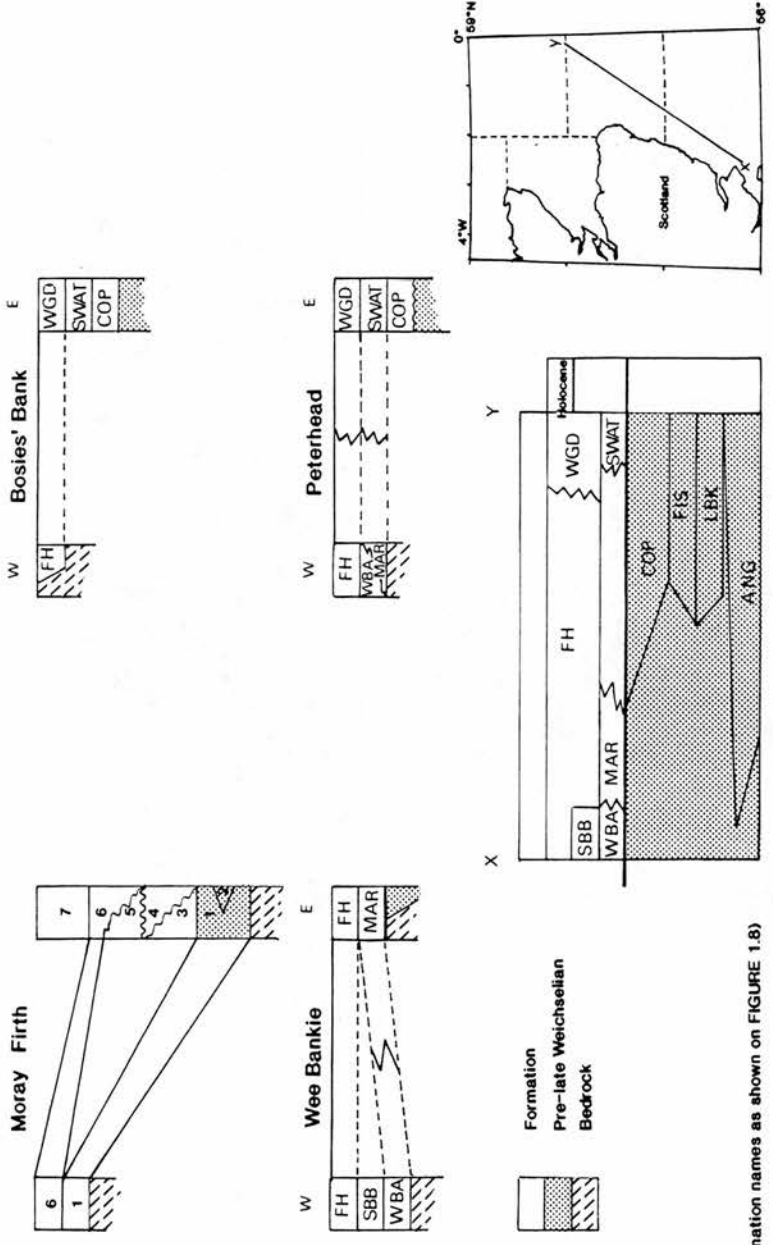 Moray Firth
6
1
7
6
5
4
3
1
2
W
Bosies' Bank
E
FH
WGD
SWAT
COP
W
Wee Bankie
E
FH
SBB
WBA
FH
MAR
W
Peterhead
E
FH
WBA
MAR
WGD
SWAT
COP
Formation
Pre-late Weichselian
Bedrock
X
Y
Holocene
FH
WGD
SBB
WBA
MAR
SWAT
COP
FIS
LBK
ANG
4°W
0°
59°N
Y
Scotland
X
56°
nation names as shown on FIGURE 1.8)